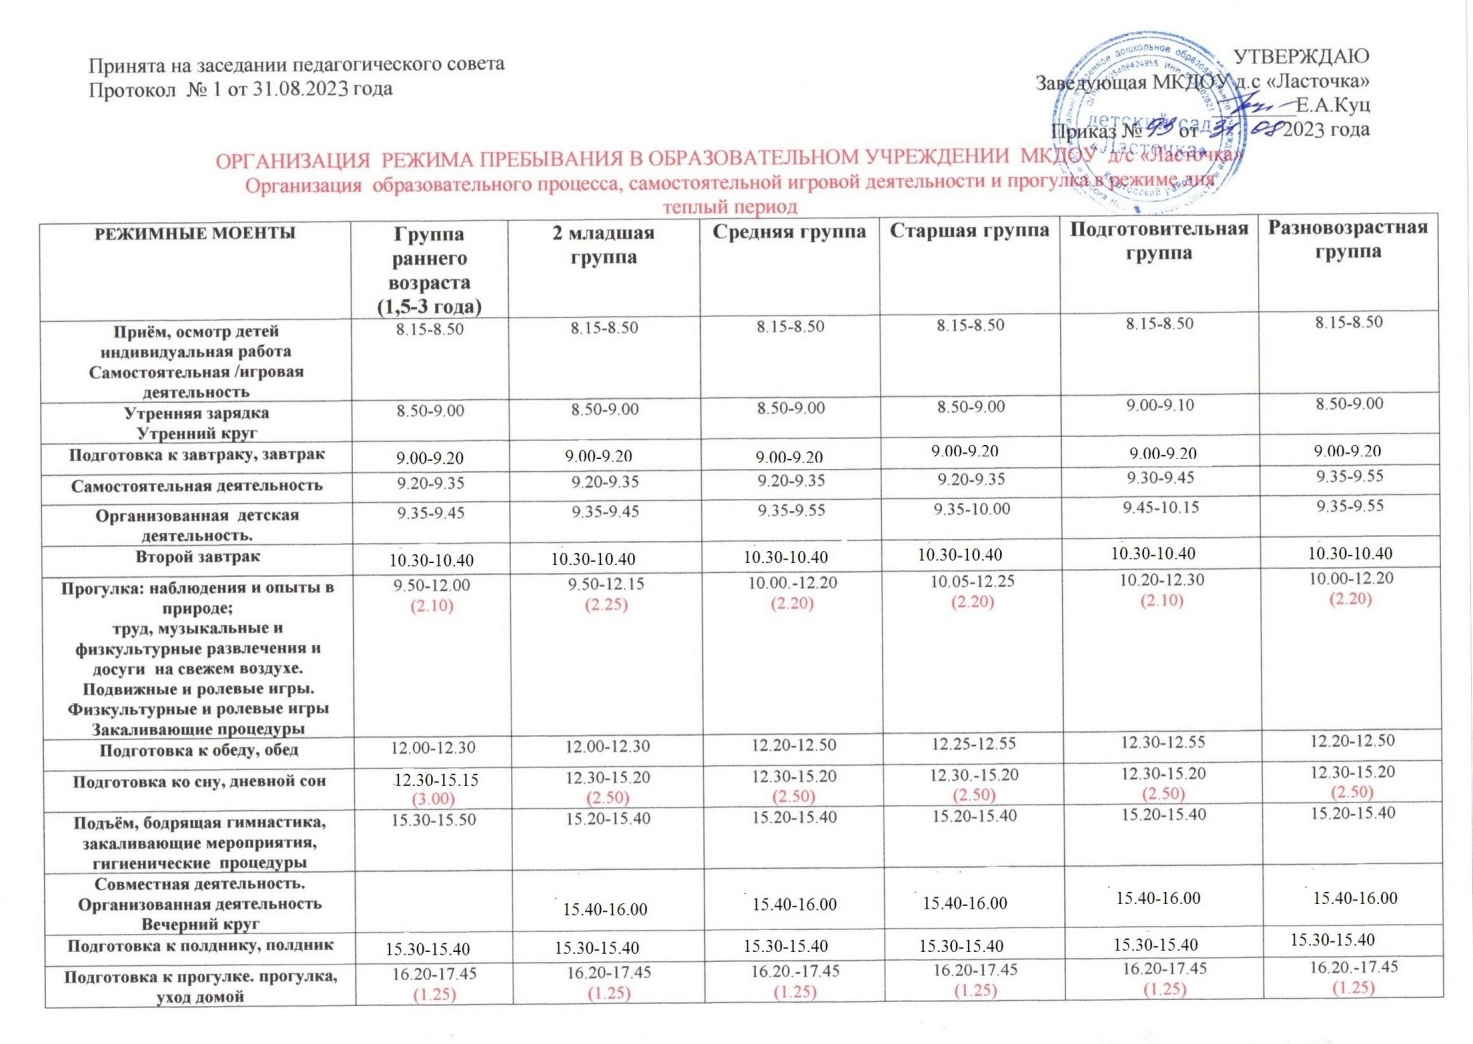 Принята на заседании педагогического совета
Протокол № 1 от 31.08.2023 года
УТВЕРЖДАЮ
Заведующая МКДОУ д.с «Ласточка»
Е.А.Куц
Приказ № 93 от 31.08 2023 года
детский сад
«Ласточка»
ОРГАНИЗАЦИЯ РЕЖИМА ПРЕБЫВАНИЯ В ОБРАЗОВАТЕЛЬНОМ УЧРЕЖДЕНИИ МКДОУ д/с «Ласточка»
Организация образовательного процесса, самостоятельной игровой деятельности и прогулка в режиме дня
теплый период
РЕЖИМНЫЕ МОЕНТЫ
Группа
раннего
возраста
(1,5-3 года)
2 младшая
группа
Средняя группа
Старшая группа
Подготовительная
группа
Разновозрастная
группа
Приём, осмотр детей
индивидуальная работа
Самостоятельная /игровая
деятельность
8.15-8.50 8.15-8.50 8.15-8.50 8.15-8.50 8.15-8.50 8.15-8.50
Утренняя зарядка
Утренний круг
8.50-9.00 8.50-9.00 8.50-9.00 8.50-9.00 9.00-9.10 8.50-9.00
Подготовка к завтраку, завтрак 9.00-9.20 9.00-9.20 9.00-9.20 9.00-9.20 9.00-9.20 9.00-9.20
Самостоятельная деятельность 9.20-9.35 9.20-9.35 9.20-9.35 9.20-9.35 9.30-9.45 9.35-9.55
Организованная детская
деятельность.
9.35-9.45 9.35-9.45 9.35-9.55 9.35-10.00 9.45-10.15 9.35-9.55
Второй завтрак 10.30-10.40 10.30-10.40 10.30-10.40 10.30-10.40 10.30-10.40 10.30-10.40
Прогулка: наблюдения и опыты в
природе;
труд, музыкальные и
физкультурные развлечения и
досуги на свежем воздухе.
Подвижные и ролевые игры.
Физкультурные и ролевые игры
Закаливающие процедуры
9.50-12.00 9.50-12.15 10.00.-12.20 10.05-12.25 10.20-12.30 10.00-12.20
(2.10) (2.25) (2.20) (2.20) (2.10) (2.20)
Подготовка к обеду, обед 12.00-12.30 12.00-12.30 12.20-12.50 12.25-12.55 12.30-12.55 12.20-12.50
Подготовка ко сну, дневной сон 12.30-15.15 12.30-15.20 12.30-15.20 12.30.-15.20 12.30-15.20 12.30-15.20
(3.00) (2.50) (2.50) (2.50) (2.50) (2.50)
Подъём, бодрящая гимнастика,
закаливающие мероприятия,
гигиенические процедуры
15.30-15.50 15.20-15.40 15.20-15.40 15.20-15.40 15.20-15.40 15.20-15.40
Совместная деятельность.
Организованная деятельность
Вечерний круг
15.40-16.00 15.40-16.00 15.40-16.00 15.40-16.00 15.40-16.00
Подготовка к полднику, полдник 15.30-15.40 15.30-15.40 15.30-15.40 15.30-15.40 15.30-15.40 15.30-15.40
Подготовка к прогулке. прогулка,
уход домой
16.20-17.45 16.20-17.45 16.20.-17.45 16.20-17.45 16.20-17.45 16.20.-17.45
(1.25) (1.25) (1.25) (1.25) (1.25) (1.25)